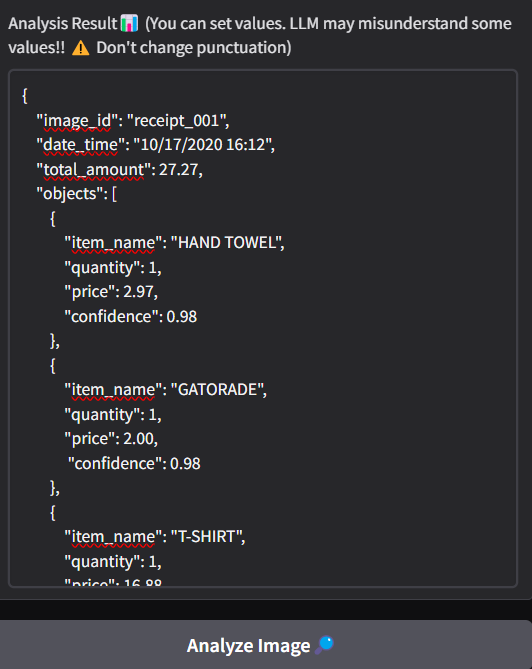 Analysis Result📊 (You can set values. LLM may misunderstand some
values!! ⚠️ Don't change punctuation)
{
"image_id": "receipt_001",
"date_time": "10/17/2020 16:12",
"total_amount": 27.27,
"objects": [
{
"item_name": "HAND TOWEL",
"quantity": 1,
"price": 2.97,
"confidence": 0.98
},
{
"item_name": "GATORADE",
"quantity": 1,
"price": 2.00,
"confidence": 0.98
},
{
"item_name": "T-SHIRT",
"quantity": 1,
"price": 16.88
Analyze Image 🔎